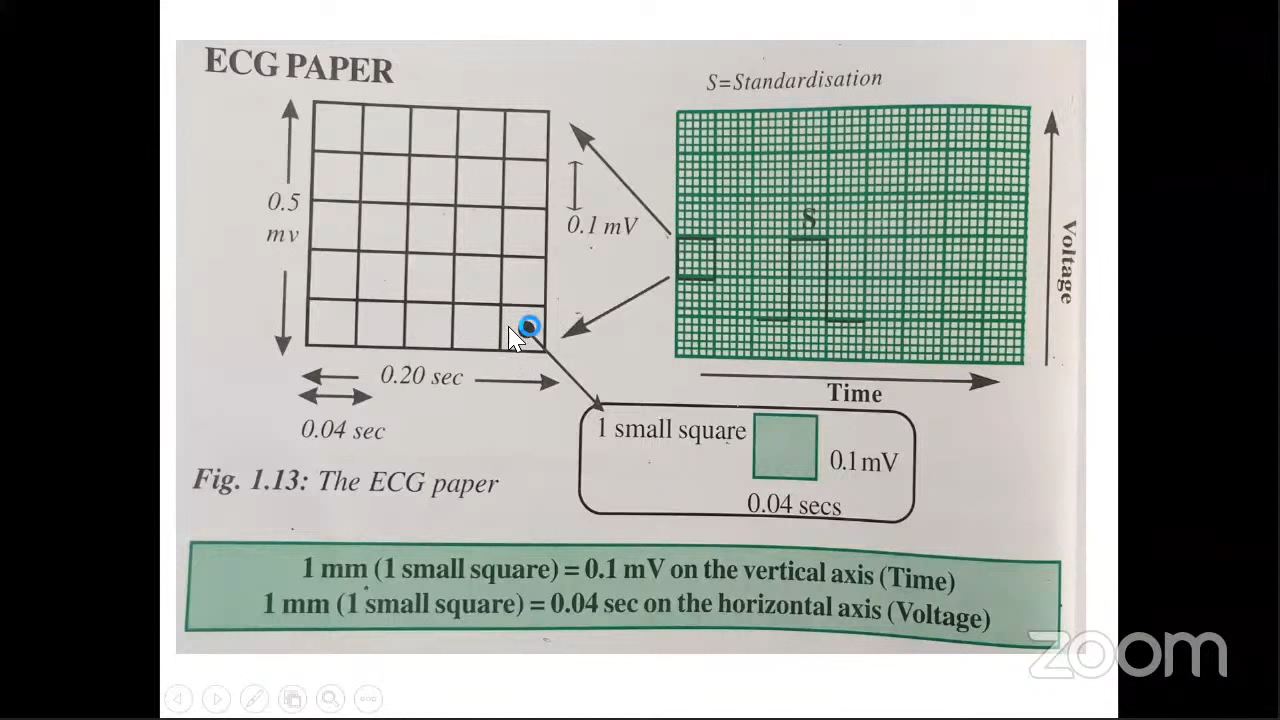 ECG PAPER
S=Standardisation
0.5
mv
0.1 mV
S
Voltage
0.20 sec
Time
0.04 sec
1 small square
0.1 mV
0.04 secs
Fig. 1.13: The ECG paper
1 mm (1 small square) = 0.1 mV on the vertical axis (Time)
1 mm (1 small square) = 0.04 sec on the horizontal axis (Voltage)
zoom